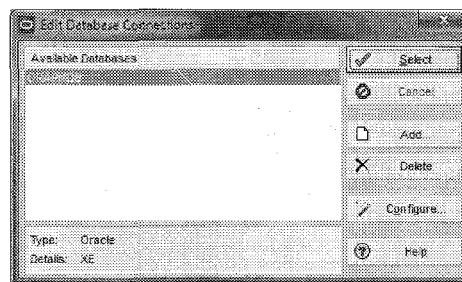 Edit Database Connections
Available Databases
Select
Cancel
Add
Delete
Configure...
Type: Oracle
Details: XE
Help